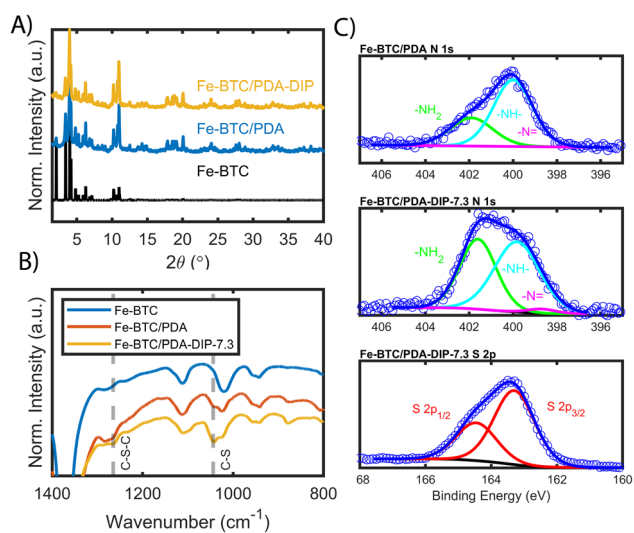 A)
Norm. Intensity (a.u.)
Fe-BTC/PDA-DIP
Fe-BTC/PDA
Fe-BTC
5 10 15 20 25 30 35 40
2θ (°)
B)
Norm. Intensity (a.u.)
Fe-BTC
Fe-BTC/PDA
Fe-BTC/PDA-DIP-7.3
C-S-C
C-S
1400 1200 1000 800
Wavenumber (cm⁻¹)
C)
Fe-BTC/PDA N 1s
-NH₂
-NH-
-N=
406 404 402 400 398 396
Fe-BTC/PDA-DIP-7.3 N 1s
-NH₂
-NH-
-N=
406 404 402 400 398 396
Fe-BTC/PDA-DIP-7.3 S 2p
S 2p₁/₂
S 2p₃/₂
68 166 164 162 160
Binding Energy (eV)